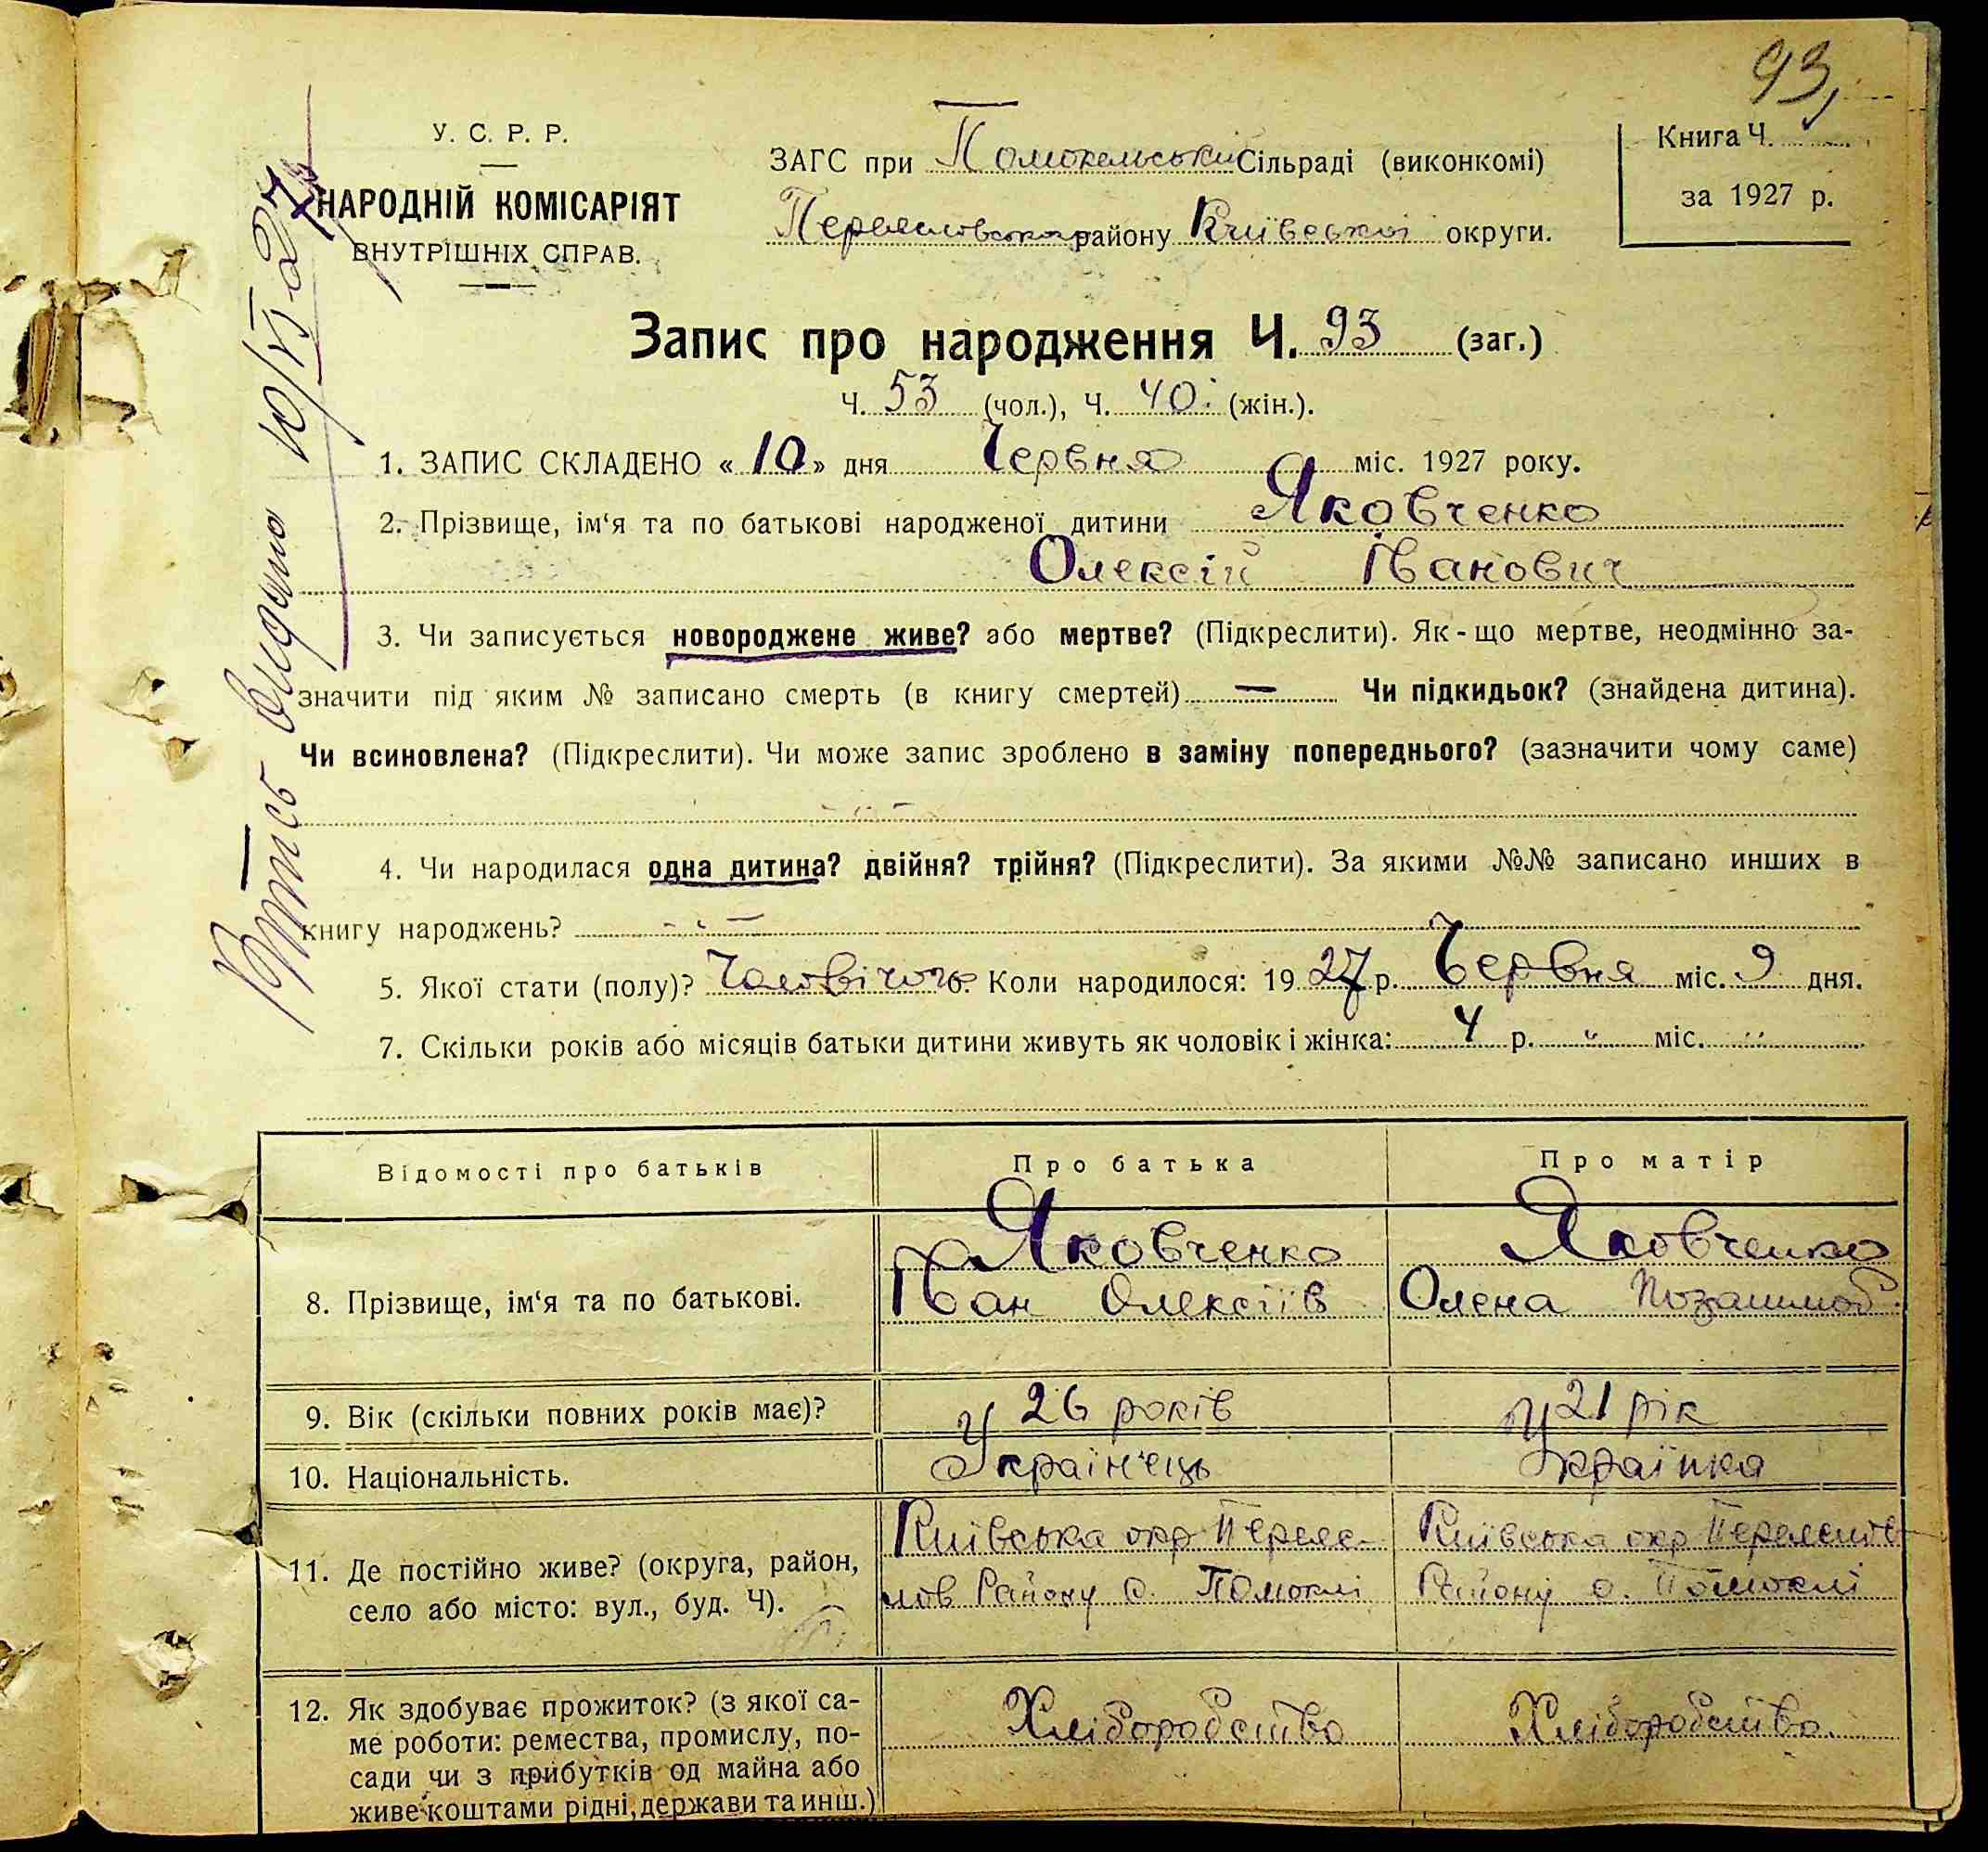 93,
У. С. Р. Р.
НАРОДНІЙ КОМІСАРІЯТ
ВНУТРІШНІХ СПРАВ.
ЗАГС при Помокельській Сільраді (виконкомі)
Переяславського району Київської округи.
Книга Ч.
за 1927 р.
Витпсь видано 10/VI 27 р
Запис про народження Ч. 93 (заг.)
Ч. 53 (чол.), Ч. 40 (жін.).
1. ЗАПИС СКЛАДЕНО « 10 » дня Червня міс. 1927 року.
2. Прізвище, ім‘я та по батькові народженої дитини Яковченко
Олексій Іванович
3. Чи записується новороджене живе? або мертве? (Підкреслити). Як-що мертве, неодмінно за-
значити під яким № записано смерть (в книгу смертей) — Чи підкидьок? (знайдена дитина).
Чи всиновлена? (Підкреслити). Чи може запис зроблено в заміну попереднього? (зазначити чому саме)
4. Чи народилася одна дитина? двійня? трійня? (Підкреслити). За якими №№ записано инших в
книгу народжень? —
5. Якої стати (полу)? Чоловічого 6. Коли народилося: 19 27 р. Червня міс. 9 дня.
7. Скільки років або місяців батьки дитини живуть як чоловік і жінка: 4 р. " міс. "
Відомості про батьків Про батька Про матір
8. Прізвище, ім‘я та по батькові. Яковченко Іван Олексіїв Яковченко Олена
9. Вік (скільки повних років має)? 26 років 21 рік
10. Національність. Українець Українка
11. Де постійно живе? (округа, район, Київська окр Переяс- Київська окр Переяслов
село або місто: вул., буд. Ч). лов Району с. Помоклі Району с. Помоклі
12. Як здобуває прожиток? (з якої са- Хліборобство Хліборобство
ме роботи: ремества, промислу, по-
сади чи з прибутків од майна або
живе коштами рідні, держави та инш.)